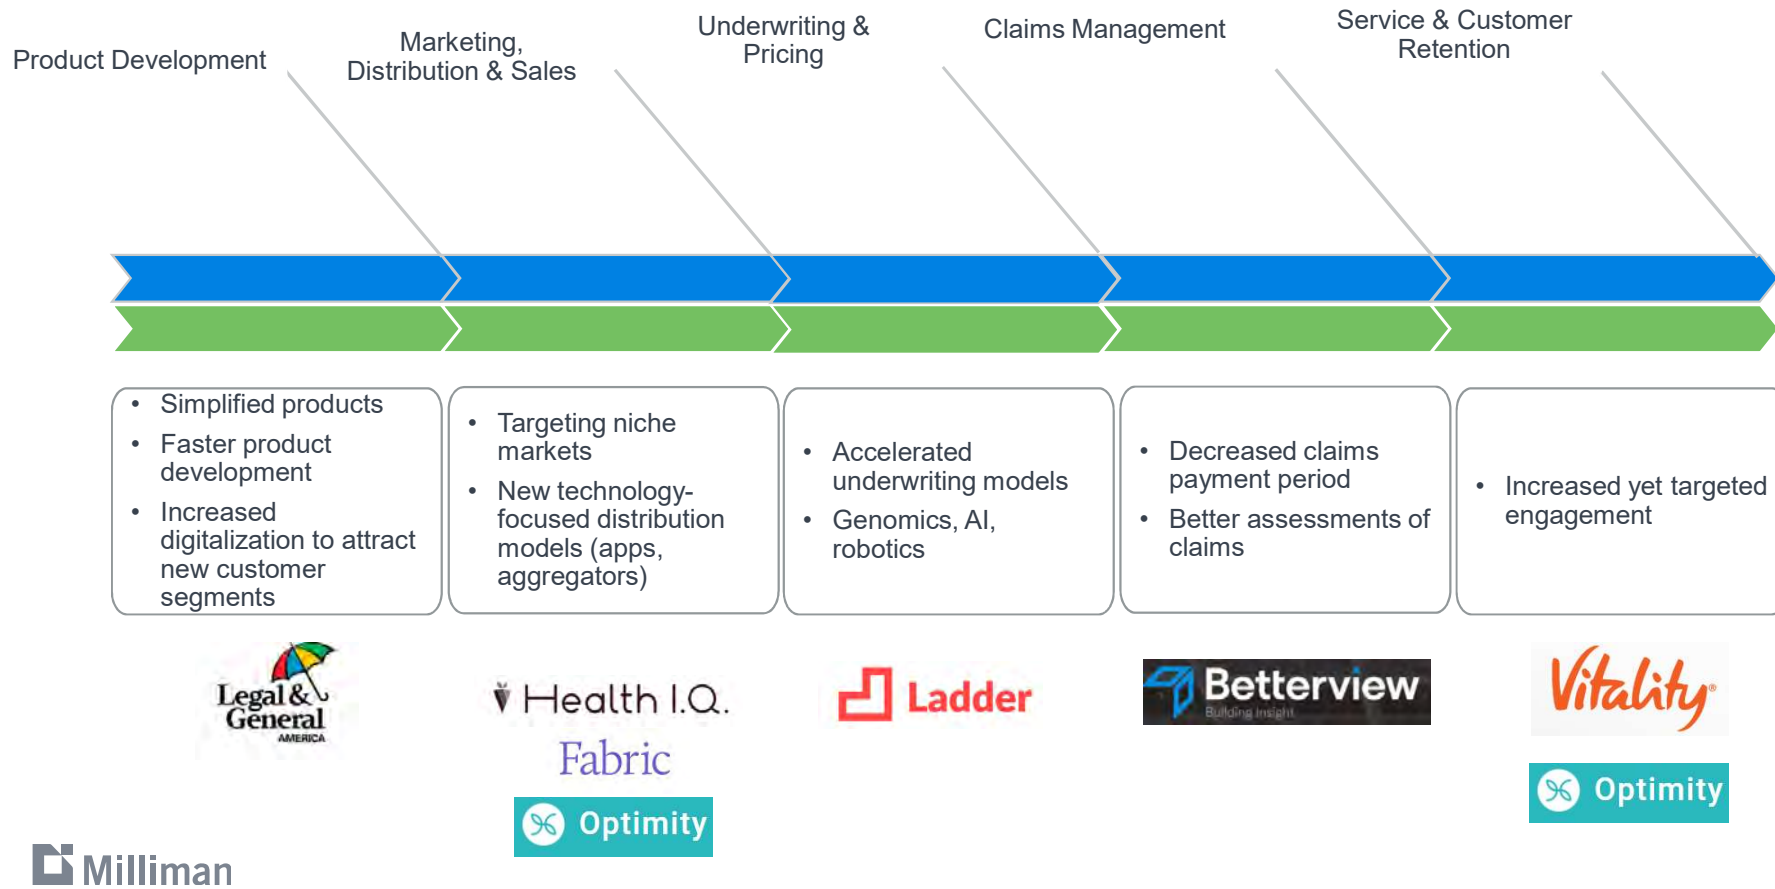 Product Development
Marketing,
Distribution & Sales
Underwriting &
Pricing
Claims Management
Service & Customer
Retention
• Simplified products
• Faster product
development
• Increased
digitalization to attract
new customer
segments
• Targeting niche
markets
• New technology-
focused distribution
models (apps,
aggregators)
• Accelerated
underwriting models
• Genomics, AI,
robotics
• Decreased claims
payment period
• Better assessments of
claims
• Increased yet targeted
engagement
Legal &
General
AMERICA
Health I.Q.
Fabric
Optimity
Ladder
Betterview
Building Insight
Vitality®
Optimity
Milliman